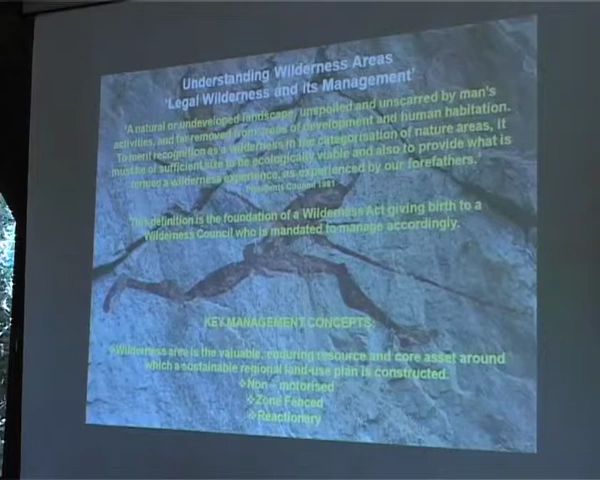 Understanding Wilderness Areas
'Legal Wilderness and its Management'
'A natural or undeveloped landscape, unspoiled and unscarred by man's
activities, and far removed from areas of development and human habitation.
To merit recognition as a wilderness in the categorisation of nature areas, it
must be of sufficient size to be ecologically viable and also to provide what is
termed a wilderness experience, as experienced by our forefathers.'
Presidents Council 1991
This definition is the foundation of a Wilderness Act giving birth to a
Wilderness Council who is mandated to manage accordingly.
KEY MANAGEMENT CONCEPTS:
❖Wilderness area is the valuable, enduring resource and core asset around
which a sustainable regional land-use plan is constructed.
❖Non - motorised
❖Zone Fenced
❖Reactionary